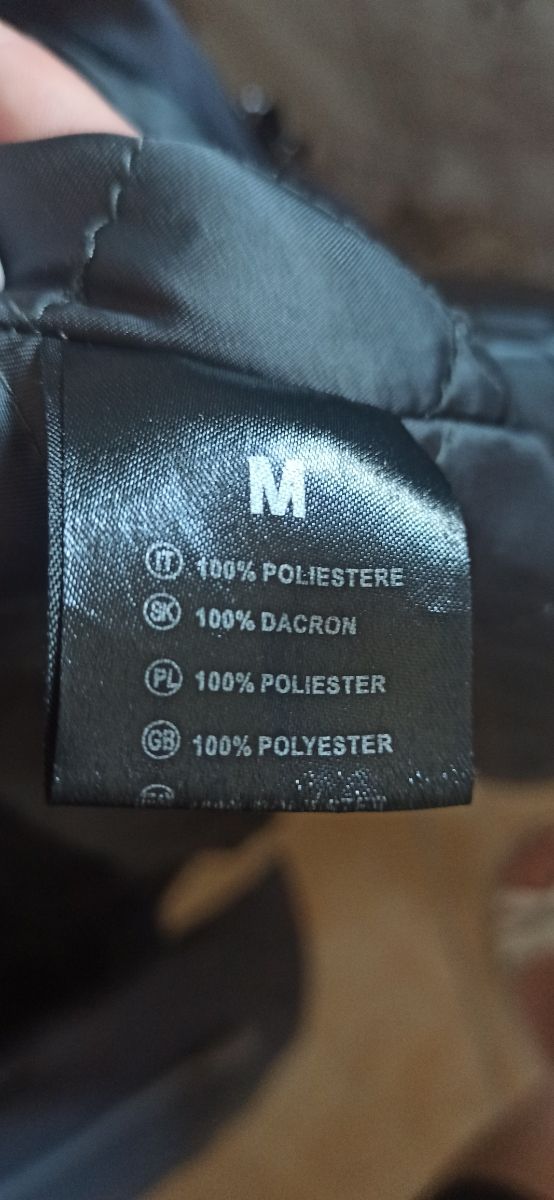 M
IT 100% POLIESTERE
SK 100% DACRON
PL 100% POLIESTER
GB 100% POLYESTER